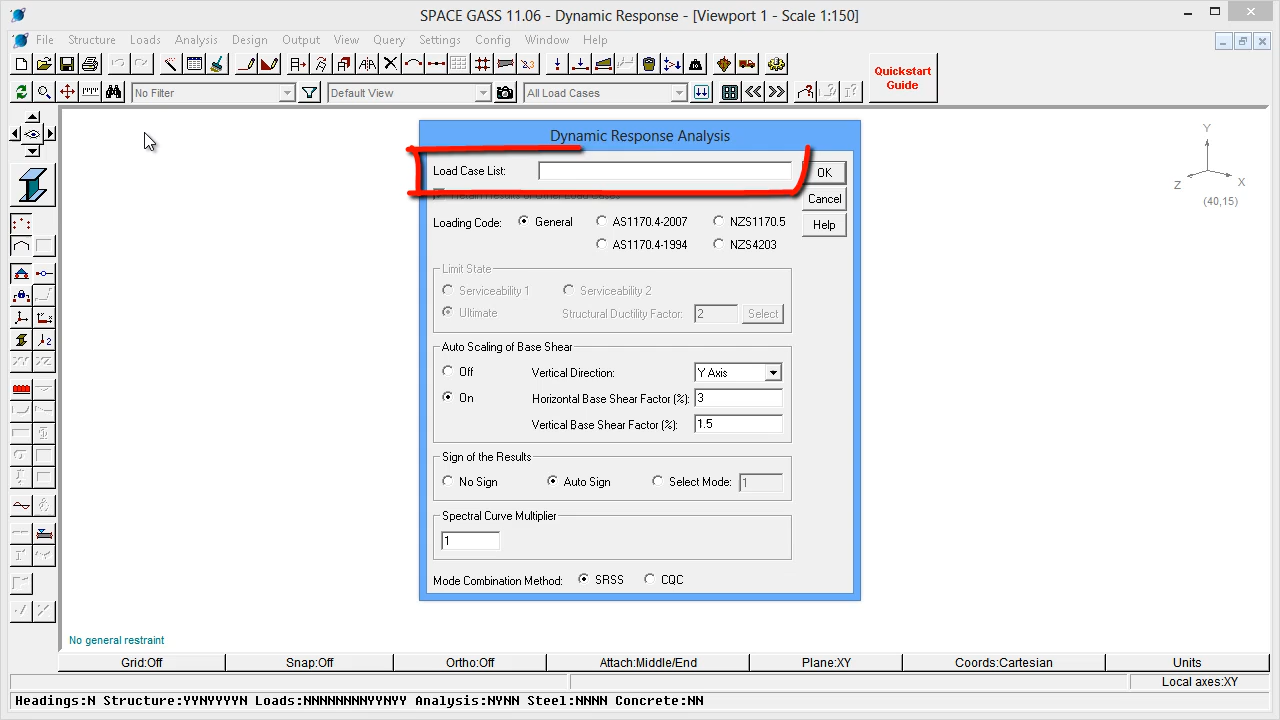 SPACE GASS 11.06 - Dynamic Response - [Viewport 1 - Scale 1:150]
File Structure Loads Analysis Design Output View Query Settings Config Window Help
Quickstart
Guide
No Filter Default View All Load Cases
Dynamic Response Analysis
Load Case List: OK
Retain Results of Other Load Cases
Cancel
Loading Code: General AS1170.4-2007 NZS1170.5 Help
AS1170.4-1994 NZS4203
Limit State
Serviceability 1 Serviceability 2
Ultimate Structural Ductility Factor: 2 Select
Auto Scaling of Base Shear
Off Vertical Direction: Y Axis
On Horizontal Base Shear Factor (%): 3
Vertical Base Shear Factor (%): 1.5
Sign of the Results
No Sign Auto Sign Select Mode: 1
Spectral Curve Multiplier
1
Mode Combination Method: SRSS CQC
Y
Z X
(40,15)
No general restraint
Grid:Off Snap:Off Ortho:Off Attach:Middle/End Plane:XY Coords:Cartesian Units
Local axes:XY
Headings:N Structure:YYNYYYYN Loads:NNNNNNNNYYNYY Analysis:NYNN Steel:NNNN Concrete:NN